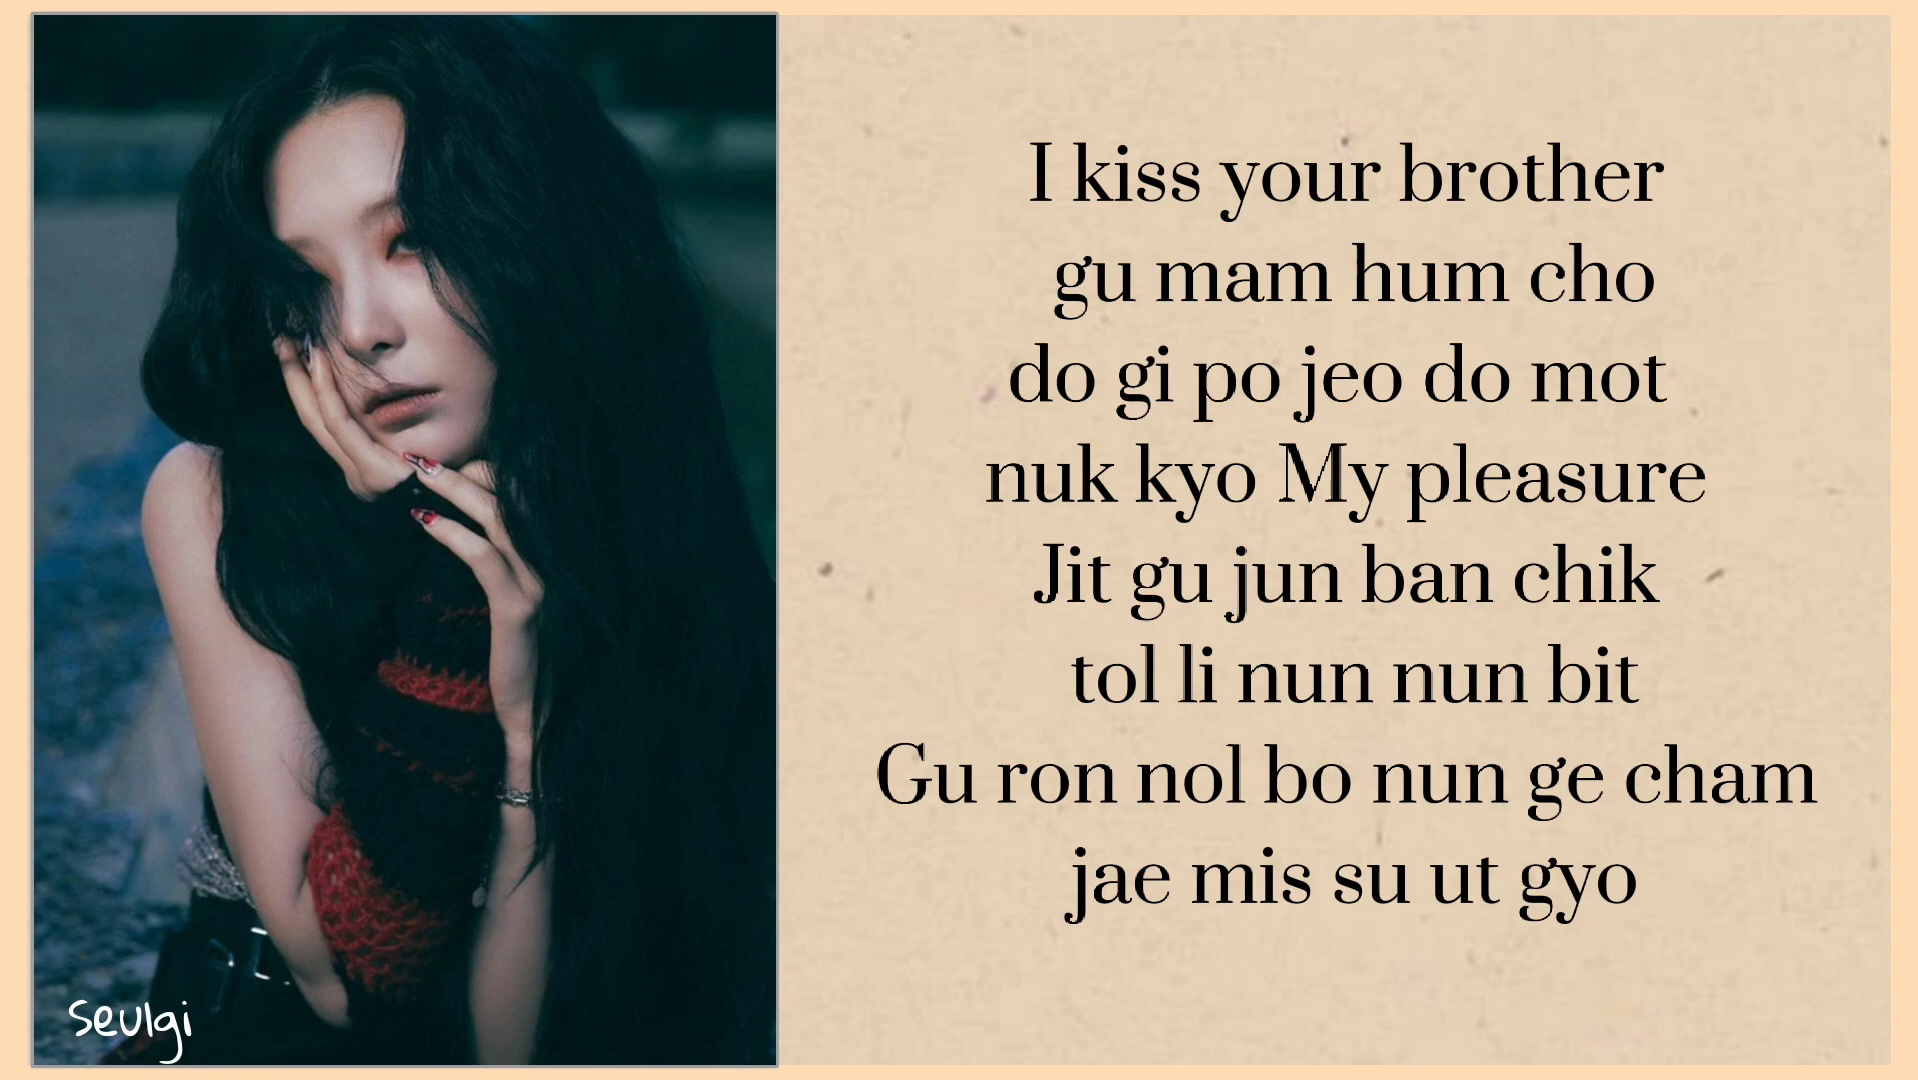 I kiss your brother
gu mam hum cho
do gi po jeo do mot
nuk kyo My pleasure
Jit gu jun ban chik
tol li nun nun bit
Gu ron nol bo nun ge cham
jae mis su ut gyo
Seulgi